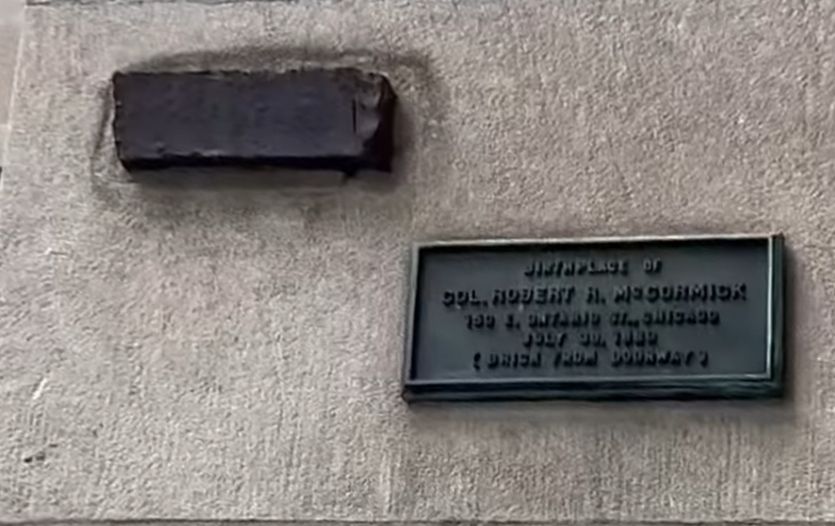 BIRTHPLACE OF
COL. ROBERT R. McCORMICK
150 E. ONTARIO ST., CHICAGO
JULY 30, 1880
(BRICK FROM DOORWAY)